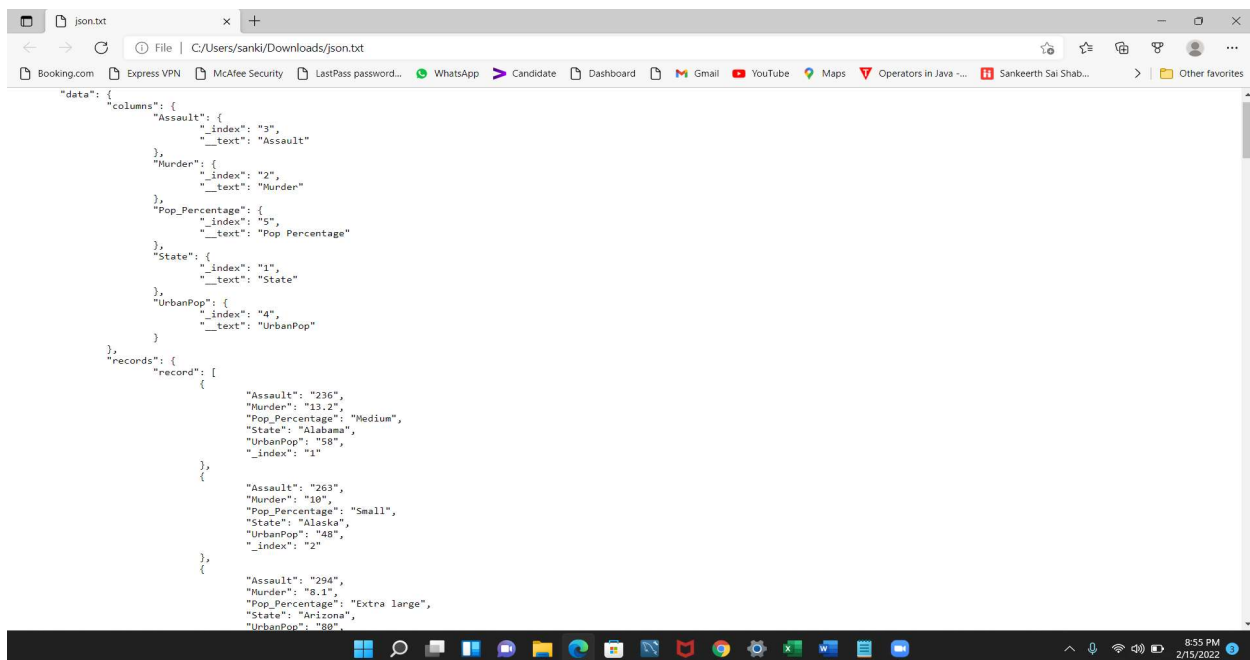 json.txt
File | C:/Users/sanki/Downloads/json.txt
Booking.com Express VPN McAfee Security LastPass password... WhatsApp Candidate Dashboard Gmail YouTube Maps Operators in Java -... Sankeerth Sai Shab... Other favorites
"data": {
"columns": {
"Assault": {
"_index": "3",
"__text": "Assault"
},
"Murder": {
"_index": "2",
"__text": "Murder"
},
"Pop_Percentage": {
"_index": "5",
"__text": "Pop Percentage"
},
"State": {
"_index": "1",
"__text": "State"
},
"UrbanPop": {
"_index": "4",
"__text": "UrbanPop"
}
},
"records": {
"record": [
{
"Assault": "236",
"Murder": "13.2",
"Pop_Percentage": "Medium",
"State": "Alabama",
"UrbanPop": "58",
"_index": "1"
},
{
"Assault": "263",
"Murder": "10",
"Pop_Percentage": "Small",
"State": "Alaska",
"UrbanPop": "48",
"_index": "2"
},
{
"Assault": "294",
"Murder": "8.1",
"Pop_Percentage": "Extra large",
"State": "Arizona",
"UrbanPop": "80",
8:55 PM
2/15/2022
3